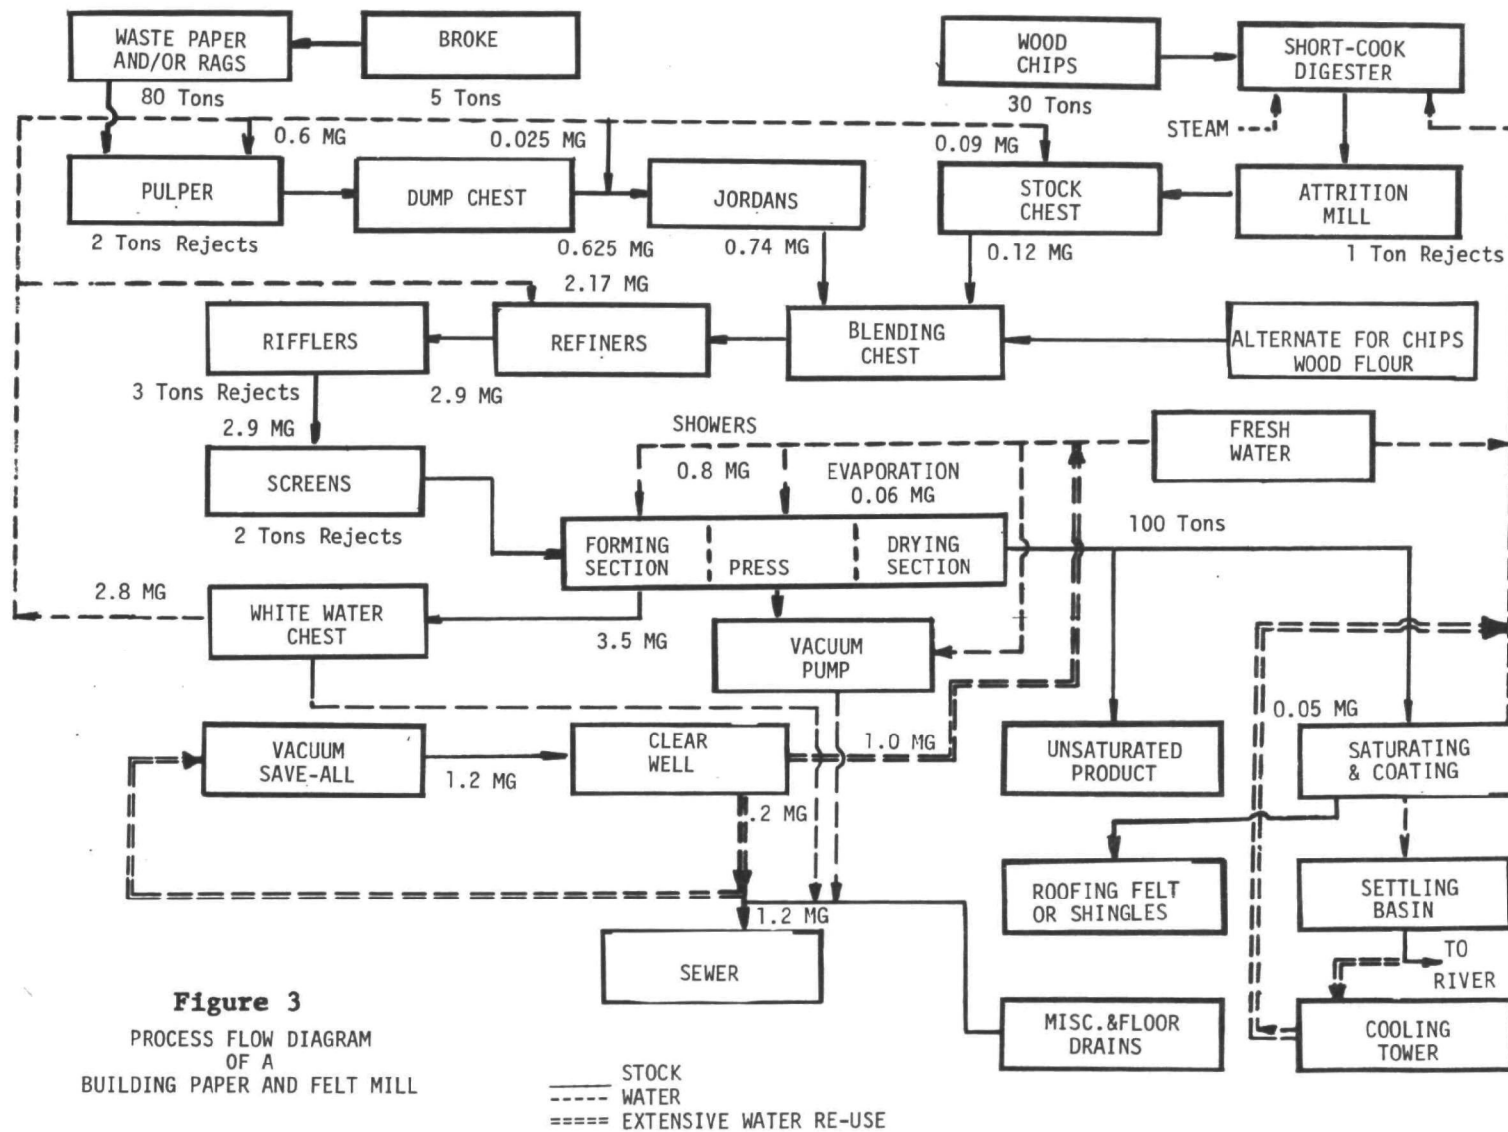 WASTE PAPER
AND/OR RAGS
BROKE
WOOD
CHIPS
SHORT-COOK
DIGESTER
80 Tons
5 Tons
30 Tons
STEAM
0.6 MG
0.025 MG
0.09 MG
PULPER
DUMP CHEST
JORDANS
STOCK
CHEST
ATTRITION
MILL
2 Tons Rejects
0.625 MG
0.74 MG
0.12 MG
1 Ton Rejects
2.17 MG
RIFFLERS
REFINERS
BLENDING
CHEST
ALTERNATE FOR CHIPS
WOOD FLOUR
3 Tons Rejects
2.9 MG
2.9 MG
SHOWERS
FRESH
WATER
0.8 MG
EVAPORATION
0.06 MG
SCREENS
2 Tons Rejects
100 Tons
FORMING
SECTION
PRESS
DRYING
SECTION
2.8 MG
WHITE WATER
CHEST
3.5 MG
VACUUM
PUMP
0.05 MG
VACUUM
SAVE-ALL
1.2 MG
CLEAR
WELL
1.0 MG
UNSATURATED
PRODUCT
SATURATING
& COATING
.2 MG
ROOFING FELT
OR SHINGLES
SETTLING
BASIN
1.2 MG
SEWER
TO
RIVER
MISC.&FLOOR
DRAINS
COOLING
TOWER
Figure 3
PROCESS FLOW DIAGRAM
OF A
BUILDING PAPER AND FELT MILL
STOCK
WATER
EXTENSIVE WATER RE-USE